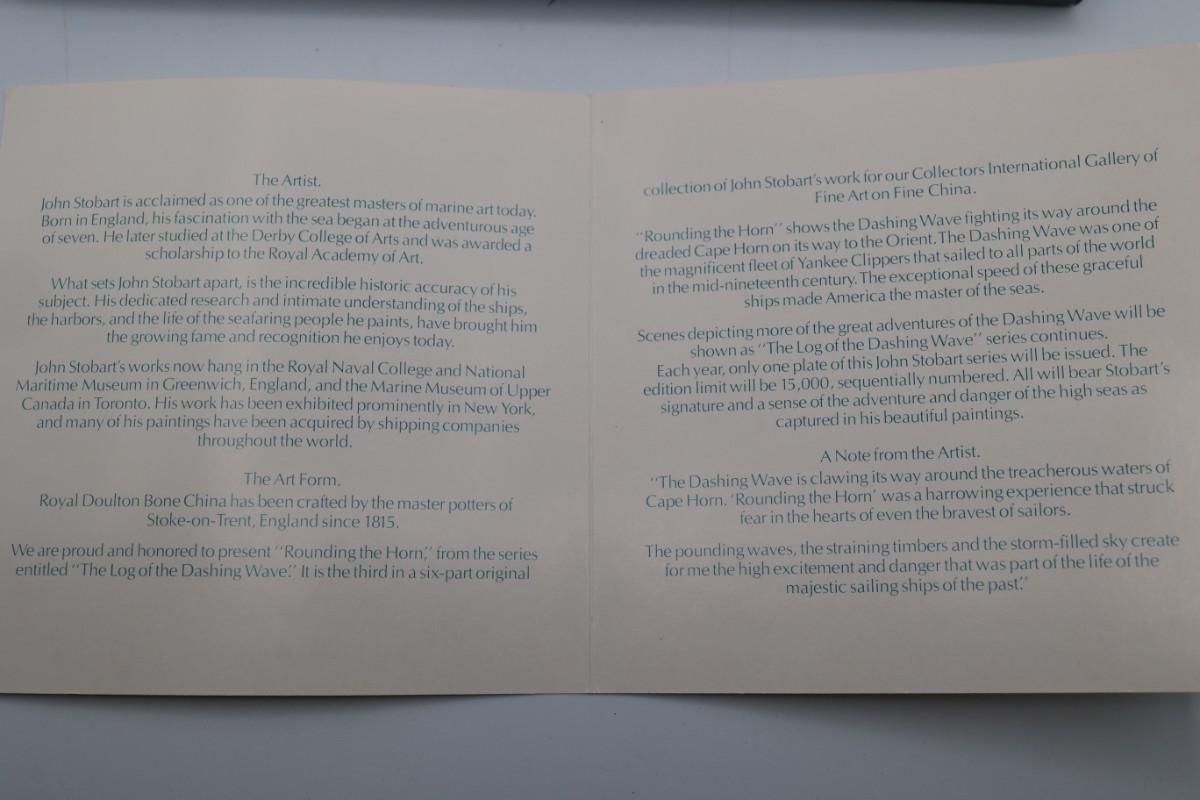 The Artist.
John Stobart is acclaimed as one of the greatest masters of marine art today.
Born in England, his fascination with the sea began at the adventurous age
of seven. He later studied at the Derby College of Arts and was awarded a
scholarship to the Royal Academy of Art.
What sets John Stobart apart, is the incredible historic accuracy of his
subject. His dedicated research and intimate understanding of the ships,
the harbors, and the life of the seafaring people he paints, have brought him
the growing fame and recognition he enjoys today.
John Stobart's works now hang in the Royal Naval College and National
Maritime Museum in Greenwich, England, and the Marine Museum of Upper
Canada in Toronto. His work has been exhibited prominently in New York,
and many of his paintings have been acquired by shipping companies
throughout the world.
The Art Form.
Royal Doulton Bone China has been crafted by the master potters of
Stoke-on-Trent, England since 1815.
We are proud and honored to present "Rounding the Horn," from the series
entitled "The Log of the Dashing Wave." It is the third in a six-part original
collection of John Stobart's work for our Collectors International Gallery of
Fine Art on Fine China.
"Rounding the Horn" shows the Dashing Wave fighting its way around the
dreaded Cape Horn on its way to the Orient. The Dashing Wave was one of
the magnificent fleet of Yankee Clippers that sailed to all parts of the world
in the mid-nineteenth century. The exceptional speed of these graceful
ships made America the master of the seas.
Scenes depicting more of the great adventures of the Dashing Wave will be
shown as "The Log of the Dashing Wave" series continues.
Each year, only one plate of this John Stobart series will be issued. The
edition limit will be 15,000, sequentially numbered. All will bear Stobart's
signature and a sense of the adventure and danger of the high seas as
captured in his beautiful paintings.
A Note from the Artist.
"The Dashing Wave is clawing its way around the treacherous waters of
Cape Horn. 'Rounding the Horn' was a harrowing experience that struck
fear in the hearts of even the bravest of sailors.
The pounding waves, the straining timbers and the storm-filled sky create
for me the high excitement and danger that was part of the life of the
majestic sailing ships of the past."